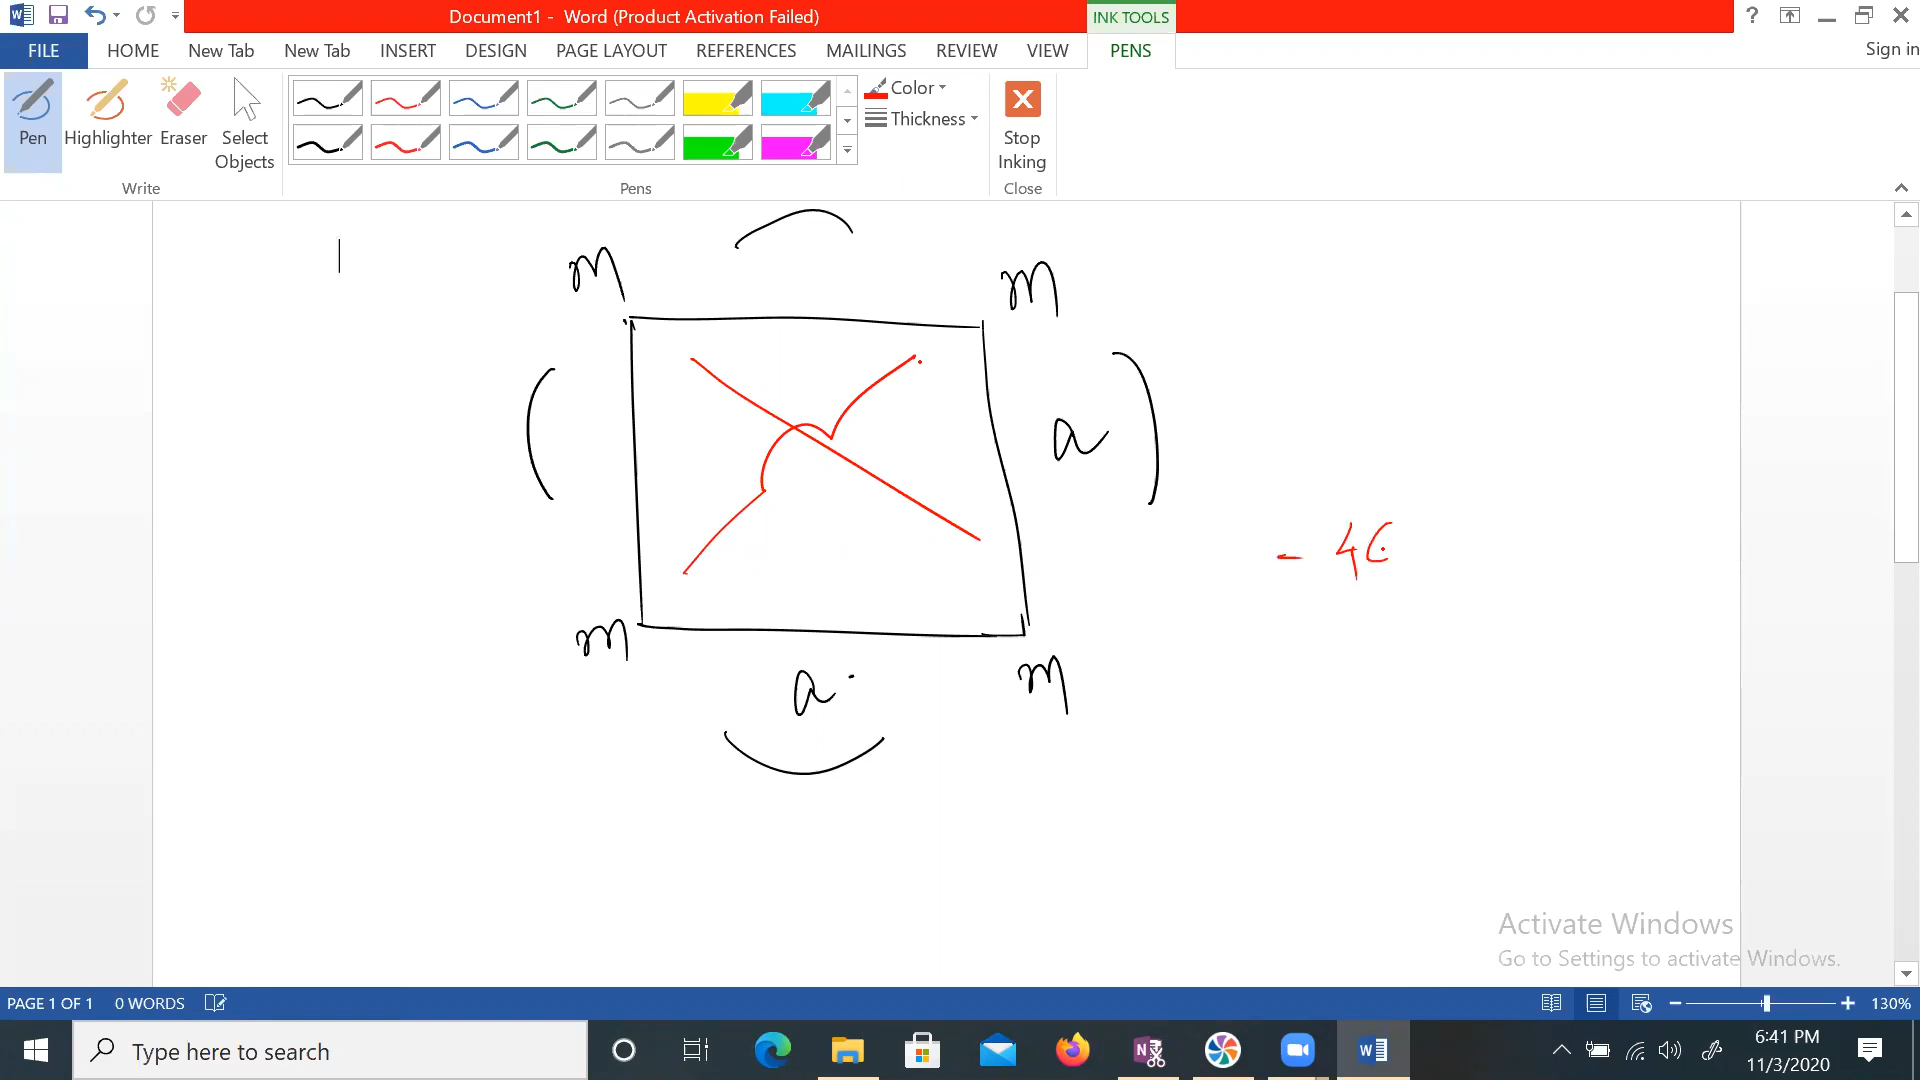 Document1 - Word (Product Activation Failed)
INK TOOLS
?
FILE
HOME
New Tab
New Tab
INSERT
DESIGN
PAGE LAYOUT
REFERENCES
MAILINGS
REVIEW
VIEW
PENS
Sign in
Pen
Highlighter
Eraser
Select Objects
Color
Thickness
Stop Inking
Write
Pens
Close
m
m
a
m
m
a
- 4G
Activate Windows
Go to Settings to activate Windows.
PAGE 1 OF 1
0 WORDS
130%
Type here to search
6:41 PM
11/3/2020